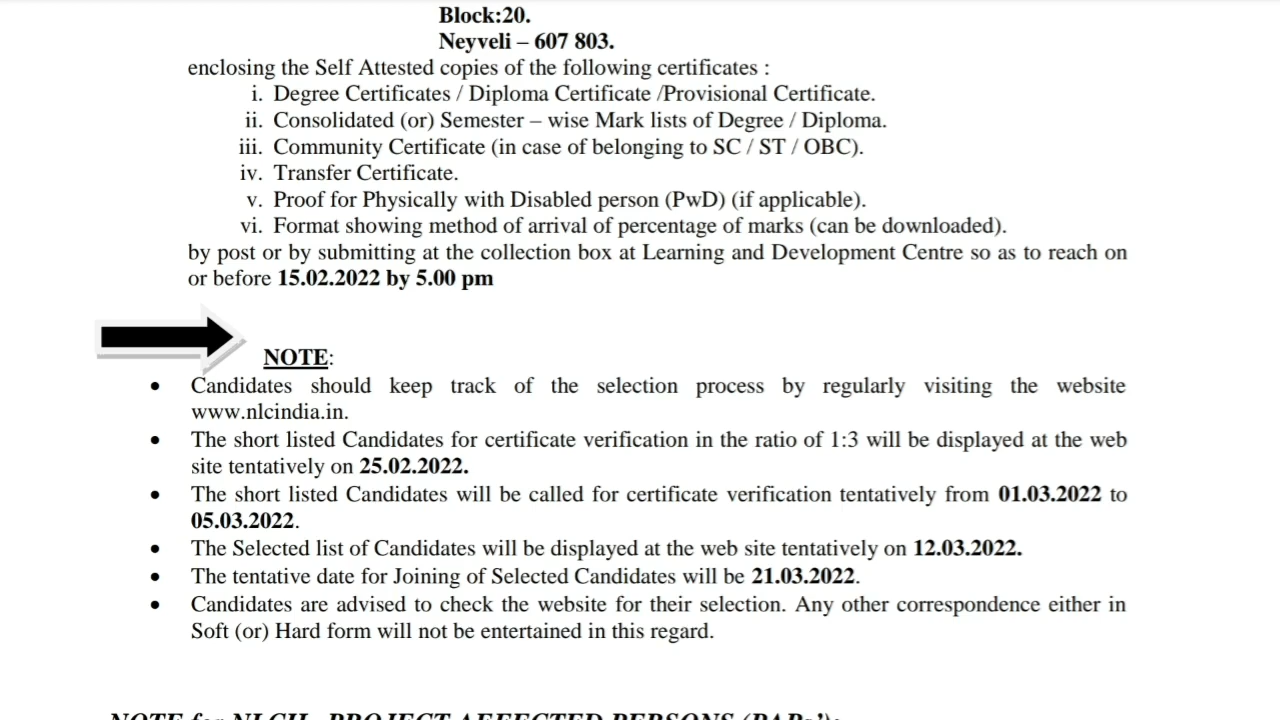 Block:20.
Neyveli – 607 803.
enclosing the Self Attested copies of the following certificates :
i. Degree Certificates / Diploma Certificate /Provisional Certificate.
ii. Consolidated (or) Semester – wise Mark lists of Degree / Diploma.
iii. Community Certificate (in case of belonging to SC / ST / OBC).
iv. Transfer Certificate.
v. Proof for Physically with Disabled person (PwD) (if applicable).
vi. Format showing method of arrival of percentage of marks (can be downloaded).
by post or by submitting at the collection box at Learning and Development Centre so as to reach on
or before 15.02.2022 by 5.00 pm
NOTE:
• Candidates should keep track of the selection process by regularly visiting the website
www.nlcindia.in.
• The short listed Candidates for certificate verification in the ratio of 1:3 will be displayed at the web
site tentatively on 25.02.2022.
• The short listed Candidates will be called for certificate verification tentatively from 01.03.2022 to
05.03.2022.
• The Selected list of Candidates will be displayed at the web site tentatively on 12.03.2022.
• The tentative date for Joining of Selected Candidates will be 21.03.2022.
• Candidates are advised to check the website for their selection. Any other correspondence either in
Soft (or) Hard form will not be entertained in this regard.
NOTE for NLCIL- PROJECT AFFECTED PERSONS (PAPs'):